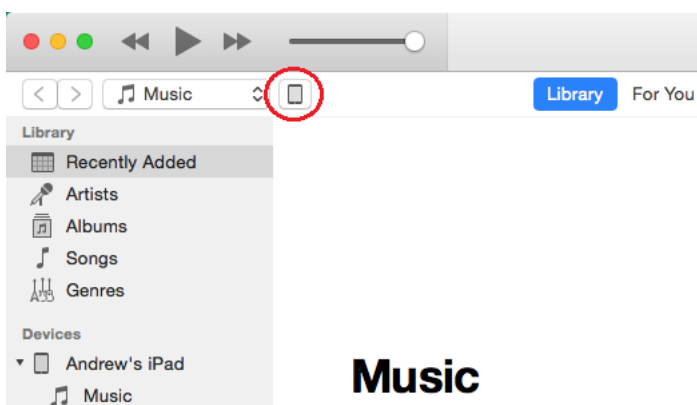 Music
Library For You
Library
Recently Added
Artists
Albums
Songs
Genres
Devices
Andrew's iPad
Music
Music